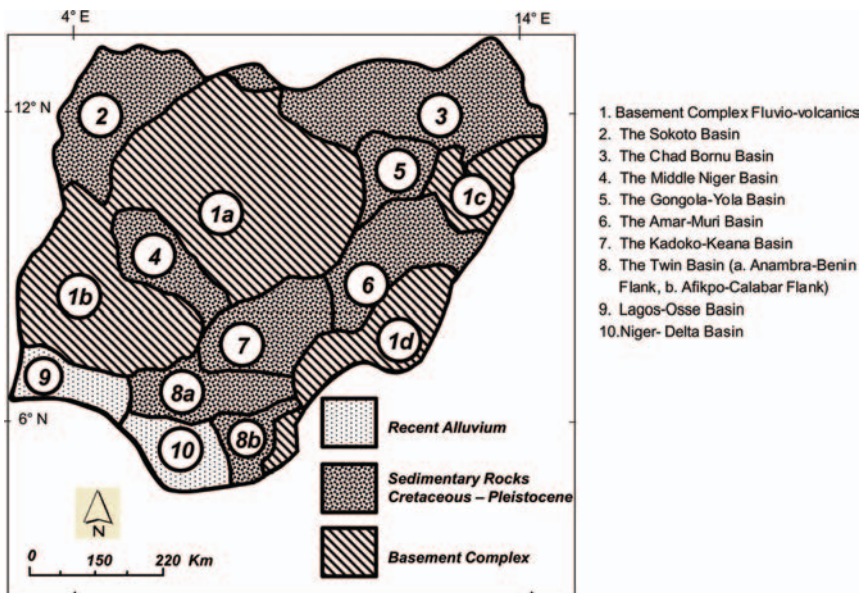 4° E
14° E
12° N
6° N
2
3
5
1c
1a
4
6
1b
1d
7
9
8a
8b
10
Recent Alluvium
Sedimentary Rocks
Cretaceous – Pleistocene
Basement Complex
N
0 150 220 Km
1. Basement Complex Fluvio-volcanics
2. The Sokoto Basin
3. The Chad Bornu Basin
4. The Middle Niger Basin
5. The Gongola-Yola Basin
6. The Amar-Muri Basin
7. The Kadoko-Keana Basin
8. The Twin Basin (a. Anambra-Benin
Flank, b. Afikpo-Calabar Flank)
9. Lagos-Osse Basin
10.Niger- Delta Basin